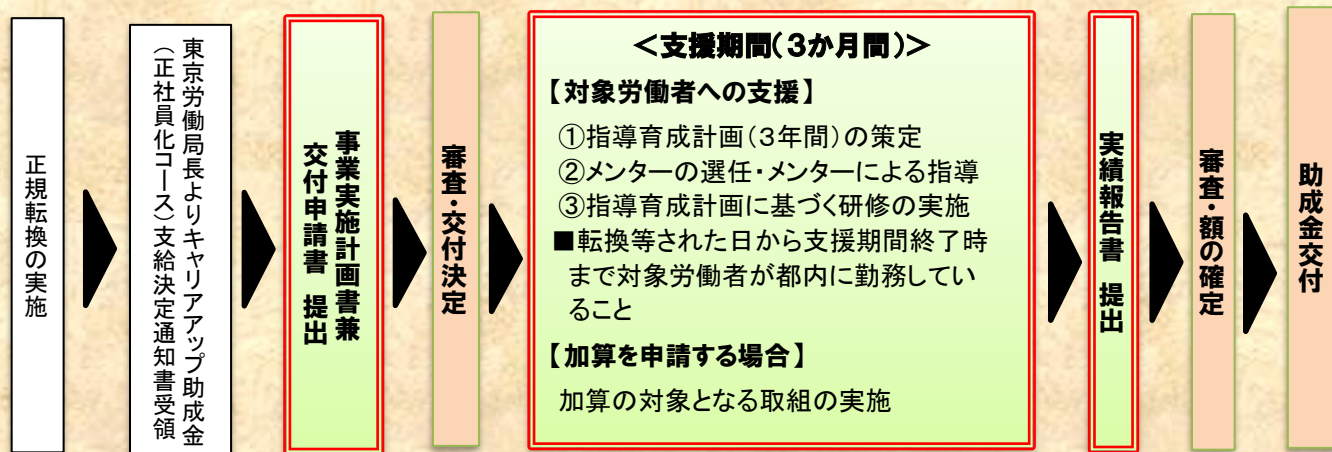 正規転換の実施
東京労働局長よりキャリアアップ助成金
（正社員化コース）支給決定通知書受領
事業実施計画書兼
交付申請書 提出
審査・交付決定
＜支援期間（３か月間）＞
【対象労働者への支援】
①指導育成計画（３年間）の策定
②メンターの選任・メンターによる指導
③指導育成計画に基づく研修の実施
■転換等された日から支援期間終了時
まで対象労働者が都内に勤務してい
ること
【加算を申請する場合】
加算の対象となる取組の実施
実績報告書 提出
審査・額の確定
助成金交付